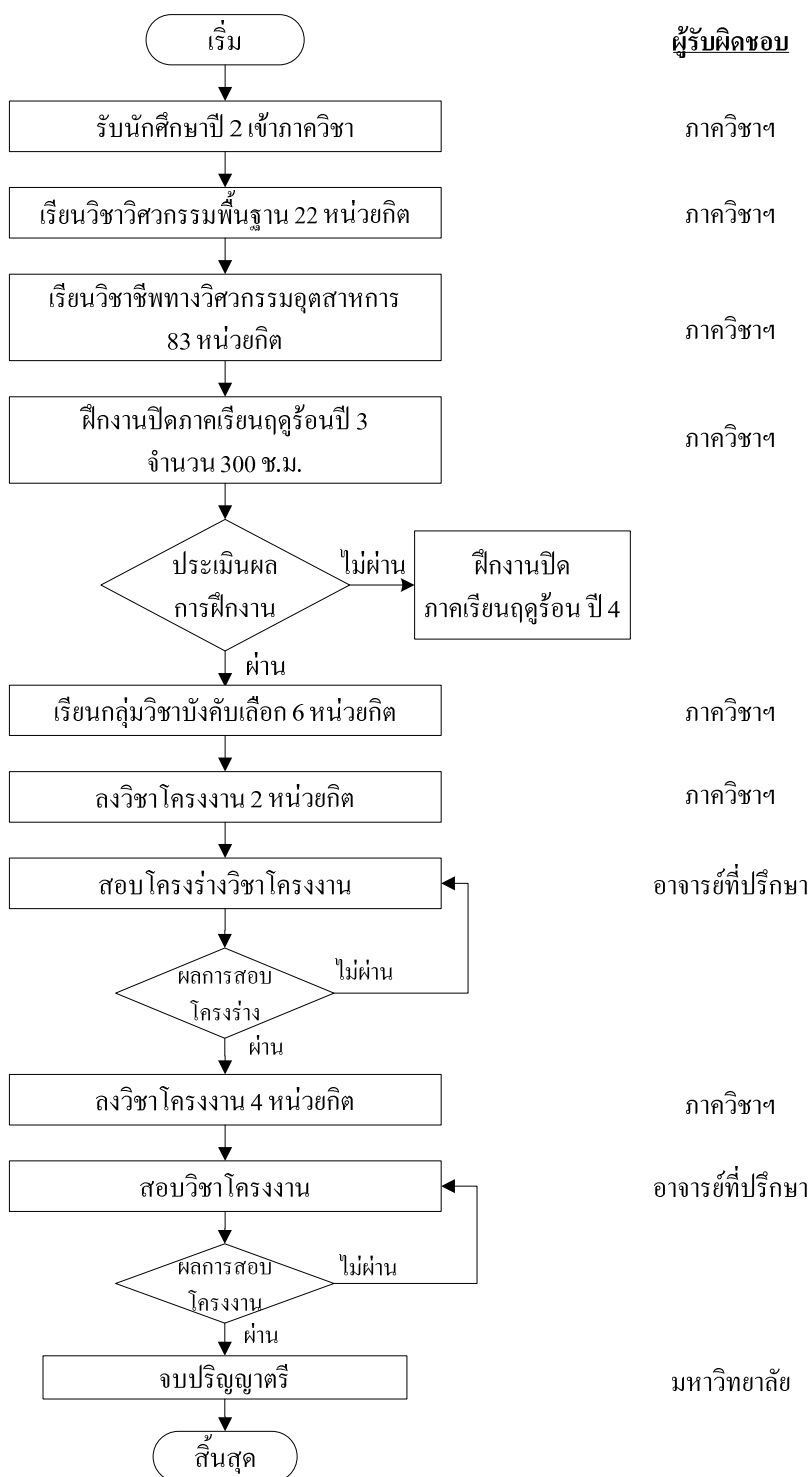 เริ่ม
ผู้รับผิดชอบ
รับนักศึกษาปี 2 เข้าภาควิชา
ภาควิชาฯ
เรียนวิชาวิศวกรรมพื้นฐาน 22 หน่วยกิต
ภาควิชาฯ
เรียนวิชาชีพทางวิศวกรรมอุตสาหการ
83 หน่วยกิต
ภาควิชาฯ
ฝึกงานปิดภาคเรียนฤดูร้อนปี 3
จำนวน 300 ช.ม.
ภาควิชาฯ
ประเมินผล
การฝึกงาน
ไม่ผ่าน
ฝึกงานปิด
ภาคเรียนฤดูร้อน ปี 4
ผ่าน
เรียนกลุ่มวิชาบังคับเลือก 6 หน่วยกิต
ภาควิชาฯ
ลงวิชาโครงงาน 2 หน่วยกิต
ภาควิชาฯ
สอบโครงร่างวิชาโครงงาน
อาจารย์ที่ปรึกษา
ผลการสอบ
โครงร่าง
ไม่ผ่าน
ผ่าน
ลงวิชาโครงงาน 4 หน่วยกิต
ภาควิชาฯ
สอบวิชาโครงงาน
อาจารย์ที่ปรึกษา
ผลการสอบ
โครงงาน
ไม่ผ่าน
ผ่าน
จบปริญญาตรี
มหาวิทยาลัย
สิ้นสุด